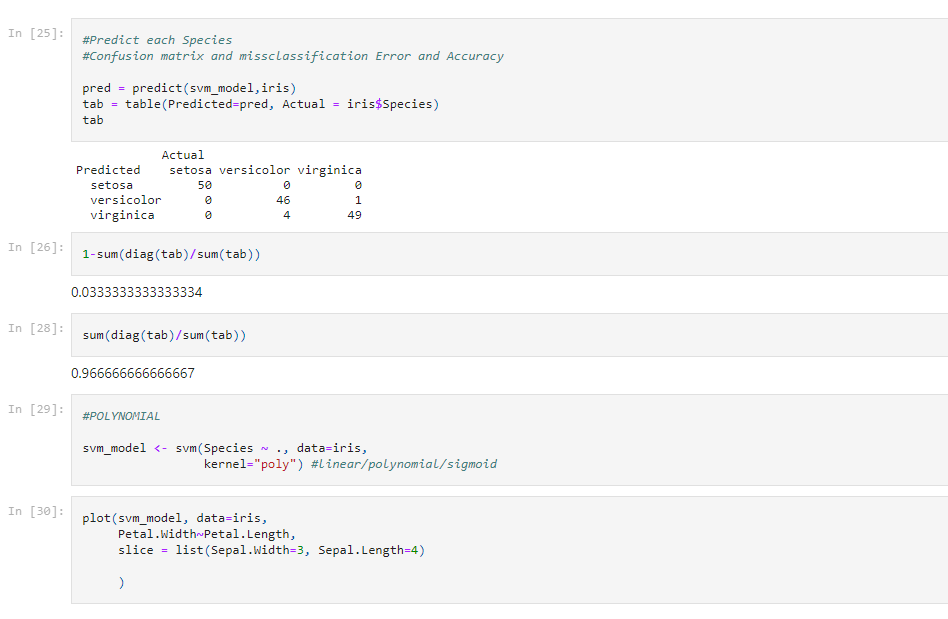 In [25]:
#Predict each Species
#Confusion matrix and missclassification Error and Accuracy
pred = predict(svm_model,iris)
tab = table(Predicted=pred, Actual = iris$Species)
tab
Actual
Predicted setosa versicolor virginica
setosa 50 0 0
versicolor 0 46 1
virginica 0 4 49
In [26]:
1-sum(diag(tab)/sum(tab))
0.0333333333333334
In [28]:
sum(diag(tab)/sum(tab))
0.966666666666667
In [29]:
#POLYNOMIAL
svm_model <- svm(Species ~ ., data=iris,
kernel="poly") #linear/polynomial/sigmoid
In [30]:
plot(svm_model, data=iris,
Petal.Width~Petal.Length,
slice = list(Sepal.Width=3, Sepal.Length=4)
)